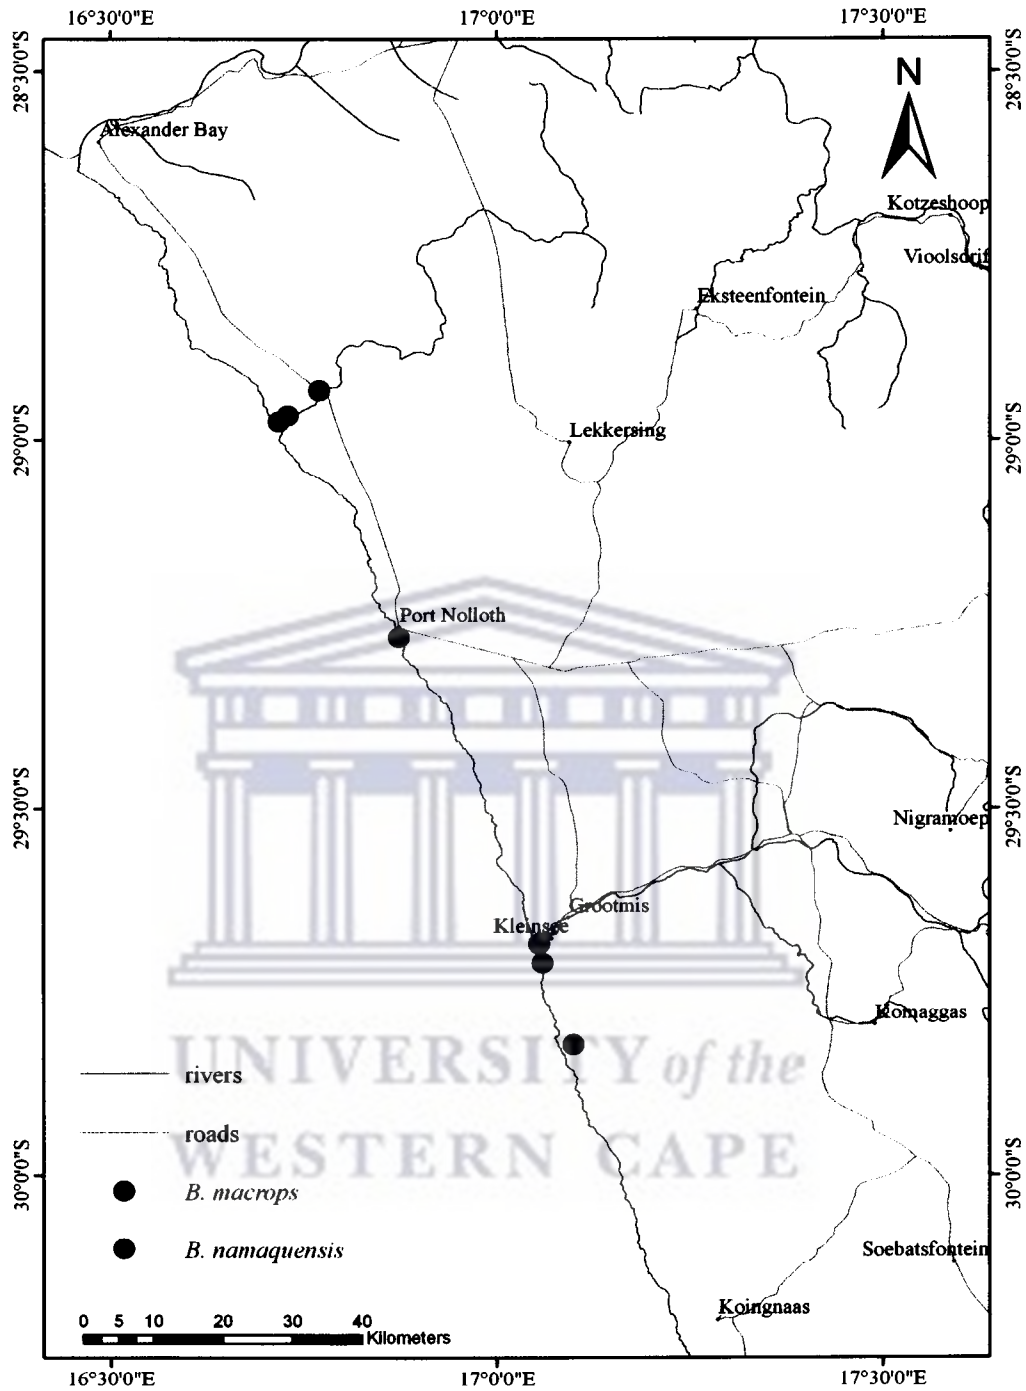 16°30'0"E
17°0'0"E
17°30'0"E
28°30'0"S
28°30'0"S
N
Alexander Bay
Kotzeshoop
Vioolsdrif
Eksteenfontein
29°0'0"S
29°0'0"S
Lekkersing
Port Nolloth
29°30'0"S
29°30'0"S
Nigramoep
Grootmis
Kleinsee
Komaggas
UNIVERSITY of the
WESTERN CAPE
rivers
roads
30°0'0"S
30°0'0"S
B. macrops
B. namaquensis
Soebatsfontein
Koingnaas
0 5 10 20 30 40
Kilometers
16°30'0"E
17°0'0"E
17°30'0"E